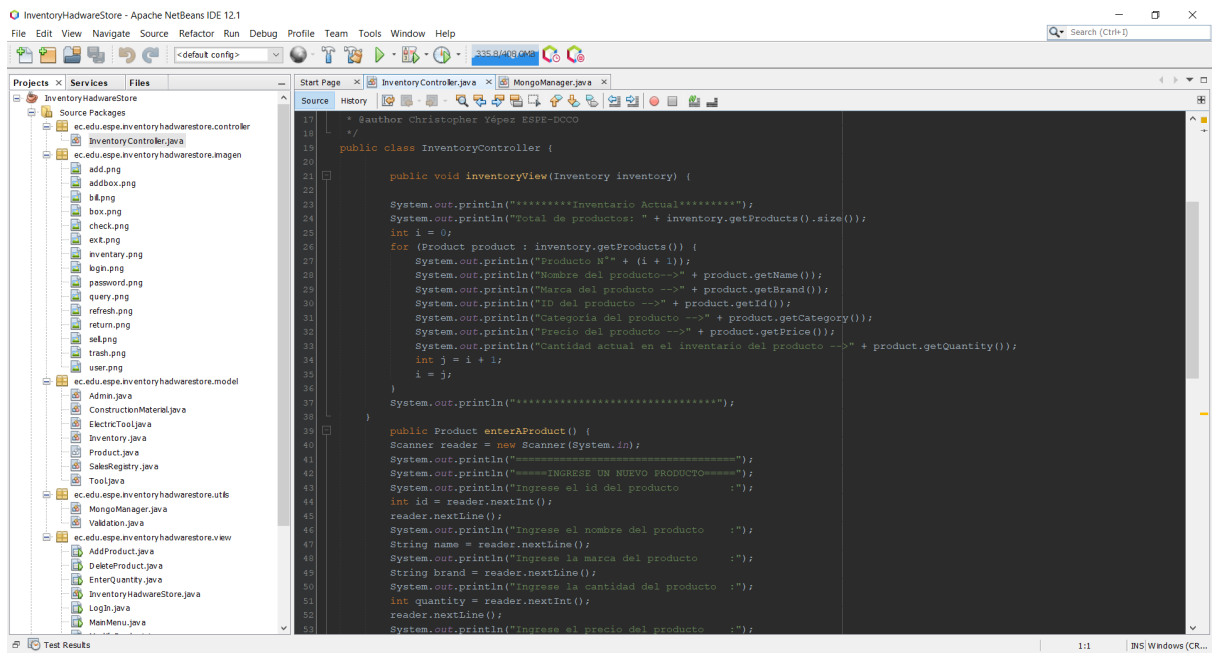 InventoryHadwareStore - Apache NetBeans IDE 12.1
File Edit View Navigate Source Refactor Run Debug Profile Team Tools Window Help
Search (Ctrl+I)
<default config>
335.8/408.0MB
Projects Services Files
InventoryHadwareStore
Source Packages
ec.edu.espe.inventoryhadwarestore.controller
InventoryController.java
ec.edu.espe.inventoryhadwarestore.imagen
add.png
addbox.png
bill.png
box.png
check.png
exit.png
inventary.png
login.png
password.png
query.png
refresh.png
return.png
sell.png
trash.png
user.png
ec.edu.espe.inventoryhadwarestore.model
Admin.java
ConstructionMaterial.java
ElectricTool.java
Inventory.java
Product.java
SalesRegistry.java
Tool.java
ec.edu.espe.inventoryhadwarestore.utils
MongoManager.java
Validation.java
ec.edu.espe.inventoryhadwarestore.view
AddProduct.java
DeleteProduct.java
EnterQuantity.java
InventoryHadwareStore.java
LogIn.java
MainMenu.java
Start Page InventoryController.java MongoManager.java
Source History
17 * @author Christopher Yépez ESPE-DCCO
18 */
19 public class InventoryController {
20
21 public void inventoryView(Inventory inventory) {
22
23 System.out.println("*********Inventario Actual*********");
24 System.out.println("Total de productos: " + inventory.getProducts().size());
25 int i = 0;
26 for (Product product : inventory.getProducts()) {
27 System.out.println("Producto N°" + (i + 1));
28 System.out.println("Nombre del producto-->" + product.getName());
29 System.out.println("Marca del producto -->" + product.getBrand());
30 System.out.println("ID del producto -->" + product.getId());
31 System.out.println("Categoria del producto -->" + product.getCategory());
32 System.out.println("Precio del producto -->" + product.getPrice());
33 System.out.println("Cantidad actual en el inventario del producto -->" + product.getQuantity());
34 int j = i + 1;
35 i = j;
36 }
37 System.out.println("********************************");
38 }
39 public Product enterAProduct() {
40 Scanner reader = new Scanner(System.in);
41 System.out.println("===================================");
42 System.out.println("=====INGRESE UN NUEVO PRODUCTO=====");
43 System.out.println("Ingrese el id del producto :");
44 int id = reader.nextInt();
45 reader.nextLine();
46 System.out.println("Ingrese el nombre del producto :");
47 String name = reader.nextLine();
48 System.out.println("Ingrese la marca del producto :");
49 String brand = reader.nextLine();
50 System.out.println("Ingrese la cantidad del producto :");
51 int quantity = reader.nextInt();
52 reader.nextLine();
53 System.out.println("Ingrese el precio del producto :");
Test Results
1:1 INS Windows (CR...